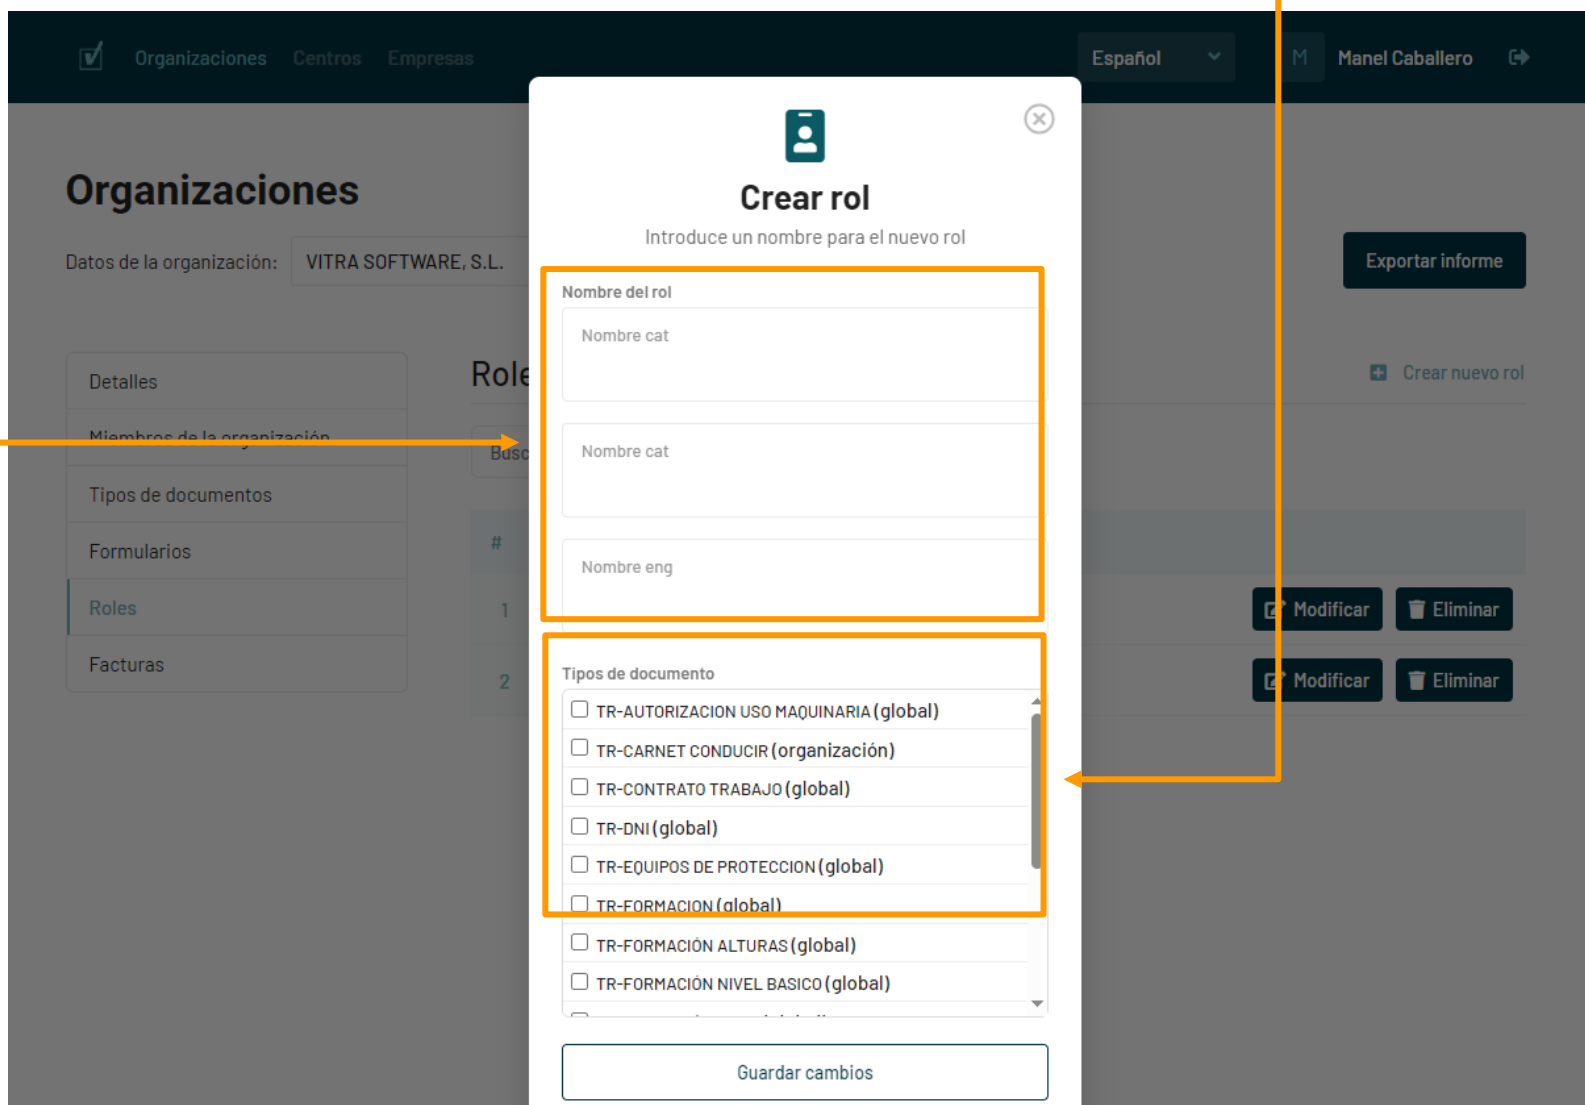 Organizaciones Centros Empresas Español M Manel Caballero
Organizaciones
Datos de la organización: VITRA SOFTWARE, S.L.
Exportar informe
Detalles
Miembros de la organización
Tipos de documentos
Formularios
Roles
Facturas
Role
Crear nuevo rol
Busc
#
1 Modificar Eliminar
2 Modificar Eliminar
Crear rol
Introduce un nombre para el nuevo rol
Nombre del rol
Nombre cat
Nombre cat
Nombre eng
Tipos de documento
TR-AUTORIZACION USO MAQUINARIA (global)
TR-CARNET CONDUCIR (organización)
TR-CONTRATO TRABAJO (global)
TR-DNI (global)
TR-EQUIPOS DE PROTECCION (global)
TR-FORMACION (global)
TR-FORMACIÓN ALTURAS (global)
TR-FORMACIÓN NIVEL BASICO (global)
Guardar cambios